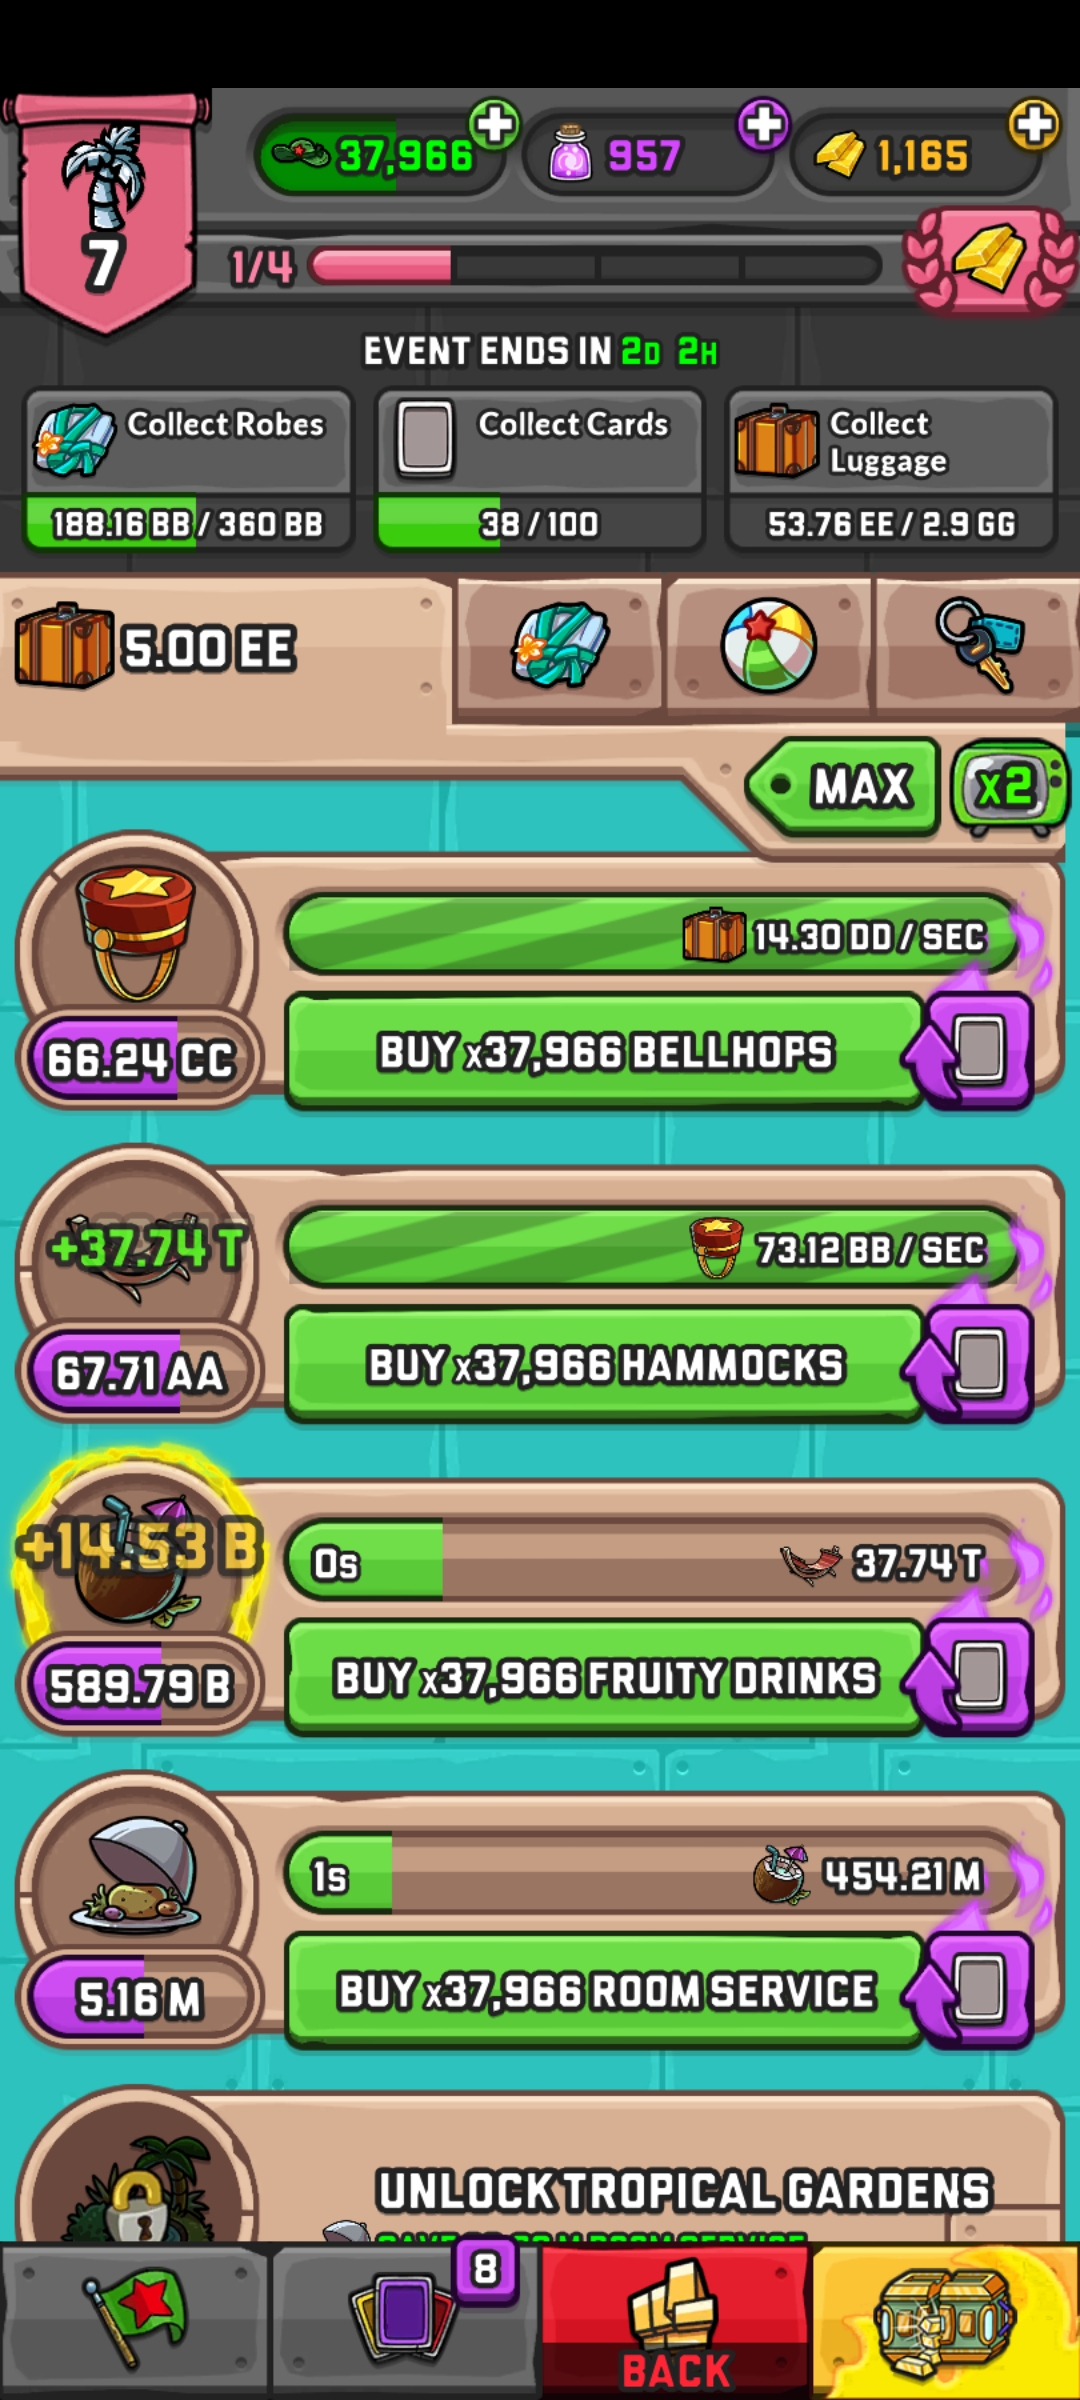 37,966
957
1,165
7
1/4
EVENT ENDS IN 2D 2H
Collect Robes
188.16 BB / 360 BB
Collect Cards
38 / 100
Collect
Luggage
53.76 EE / 2.9 GG
5.00 EE
MAX
x2
14.30 DD / SEC
66.24 CC
BUY x37,966 BELLHOPS
+37.74 T
73.12 BB / SEC
67.71 AA
BUY x37,966 HAMMOCKS
+14.53 B
0s
37.74 T
589.79 B
BUY x37,966 FRUITY DRINKS
1s
454.21 M
5.16 M
BUY x37,966 ROOM SERVICE
UNLOCK TROPICAL GARDENS
ROOM SERVICE
8
BACK